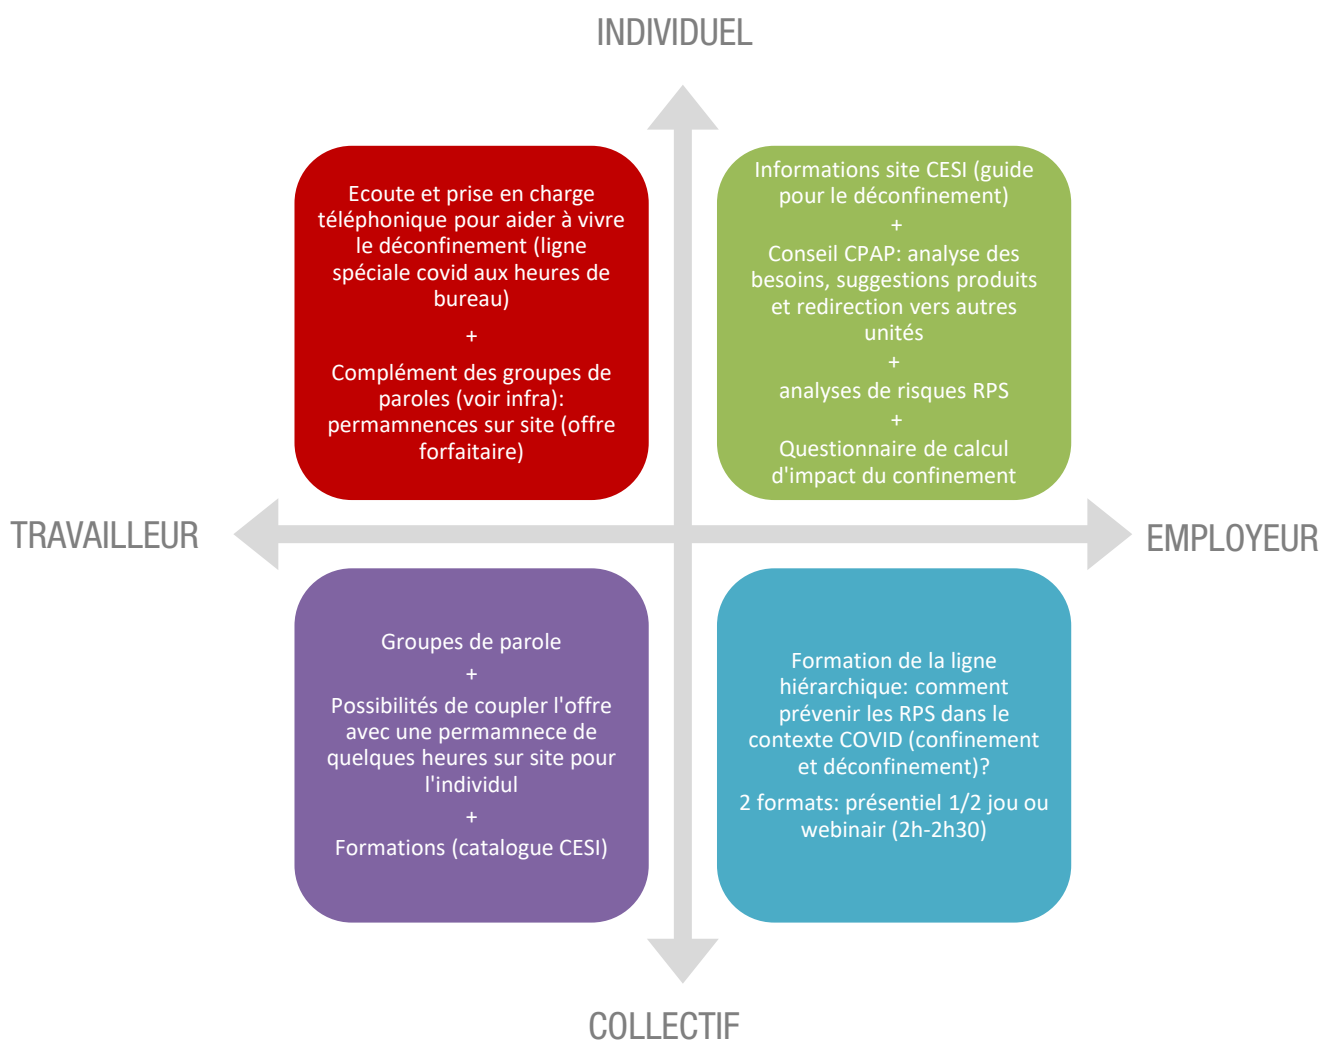 INDIVIDUEL
Ecoute et prise en charge
téléphonique pour aider à vivre
le déconfinement (ligne
spéciale covid aux heures de
bureau)
+
Complément des groupes de
paroles (voir infra):
permamnences sur site (offre
forfaitaire)
Informations site CESI (guide
pour le déconfinement)
+
Conseil CPAP: analyse des
besoins, suggestions produits
et redirection vers autres
unités
+
analyses de risques RPS
+
Questionnaire de calcul
d'impact du confinement
TRAVAILLEUR
EMPLOYEUR
Groupes de parole
+
Possibilités de coupler l'offre
avec une permamnece de
quelques heures sur site pour
l'individul
+
Formations (catalogue CESI)
Formation de la ligne
hiérarchique: comment
prévenir les RPS dans le
contexte COVID (confinement
et déconfinement)?
2 formats: présentiel 1/2 jou ou
webinair (2h-2h30)
COLLECTIF